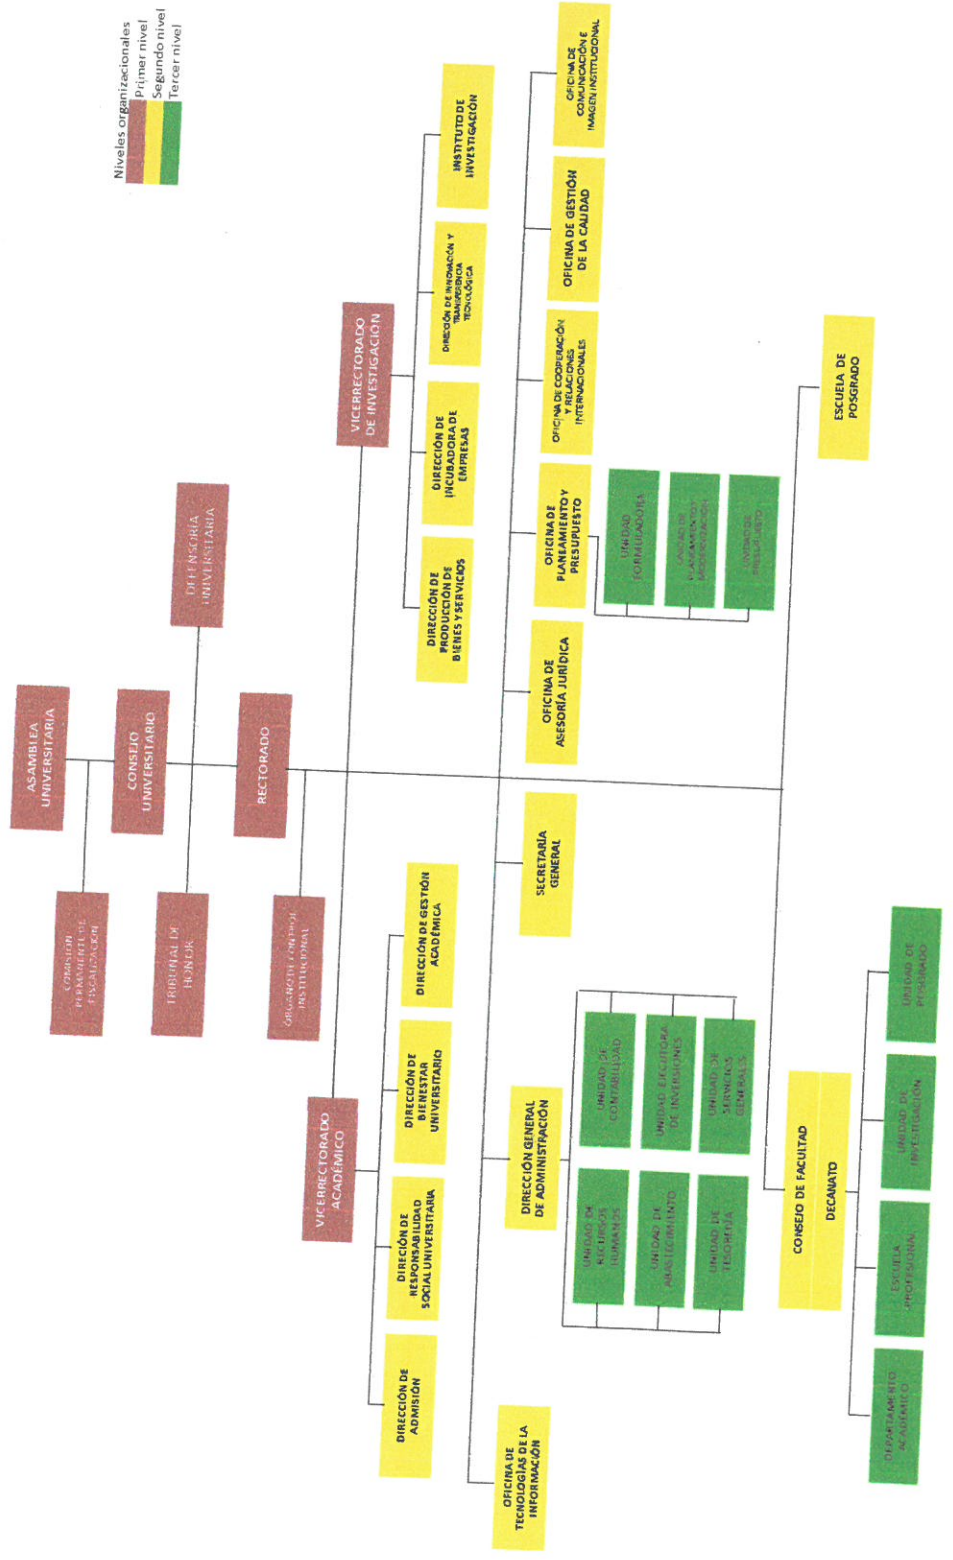 Niveles organizacionales
Primer nivel
Segundo nivel
Tercer nivel
ASAMBLEA
UNIVERSITARIA
COMISIÓN
PERMANENTE DE
FISCALIZACIÓN
CONSEJO
UNIVERSITARIO
TRIBUNAL DE
HONOR
DEFENSORÍA
UNIVERSITARIA
RECTORADO
ÓRGANO DE CONTROL
INSTITUCIONAL
VICERRECTORADO
ACADÉMICO
VICERRECTORADO
DE INVESTIGACIÓN
DIRECCIÓN DE
ADMISIÓN
DIRECIÓN DE
RESPONSABILIDAD
SOCIAL UNIVERSITARIA
DIRECCIÓN DE
BIENESTAR
UNIVERSITARIO
DIRECCIÓN DE GESTIÓN
ACADÉMICA
DIRECCIÓN DE
PRODUCCIÓN DE
BIENES Y SERVICIOS
DIRECCIÓN DE
INCUBADORA DE
EMPRESAS
DIRECCIÓN DE INNOVACIÓN Y
TRANSFERENCIA
TECNOLÓGICA
INSTITUTO DE
INVESTIGACIÓN
OFICINA DE
TECNOLOGÍAS DE LA
INFORMACIÓN
DIRECCIÓN GENERAL
DE ADMINISTRACIÓN
SECRETARÍA
GENERAL
OFICINA DE
ASESORÍA JURÍDICA
OFICINA DE
PLANEAMIENTO Y
PRESUPUESTO
OFICINA DE COOPERACIÓN
Y RELACIONES
INTERNACIONALES
OFICINA DE GESTIÓN
DE LA CALIDAD
OFICINA DE
COMUNICACIÓN E
IMAGEN INSTITUCIONAL
UNIDAD DE
RECURSOS
HUMANOS
UNIDAD DE
CONTABILIDAD
UNIDAD DE
ABASTECIMIENTO
UNIDAD EJECUTORA
DE INVERSIONES
UNIDAD DE
TESORERÍA
UNIDAD DE
SERVICIOS
GENERALES
UNIDAD
FORMULADORA
UNIDAD DE
PLANEAMIENTO Y
MODERNIZACIÓN
UNIDAD DE
PRESUPUESTO
CONSEJO DE FACULTAD
DECANATO
ESCUELA DE
POSGRADO
DEPARTAMENTO
ACADÉMICO
ESCUELA
PROFESIONAL
UNIDAD DE
INVESTIGACIÓN
UNIDAD DE
POSGRADO